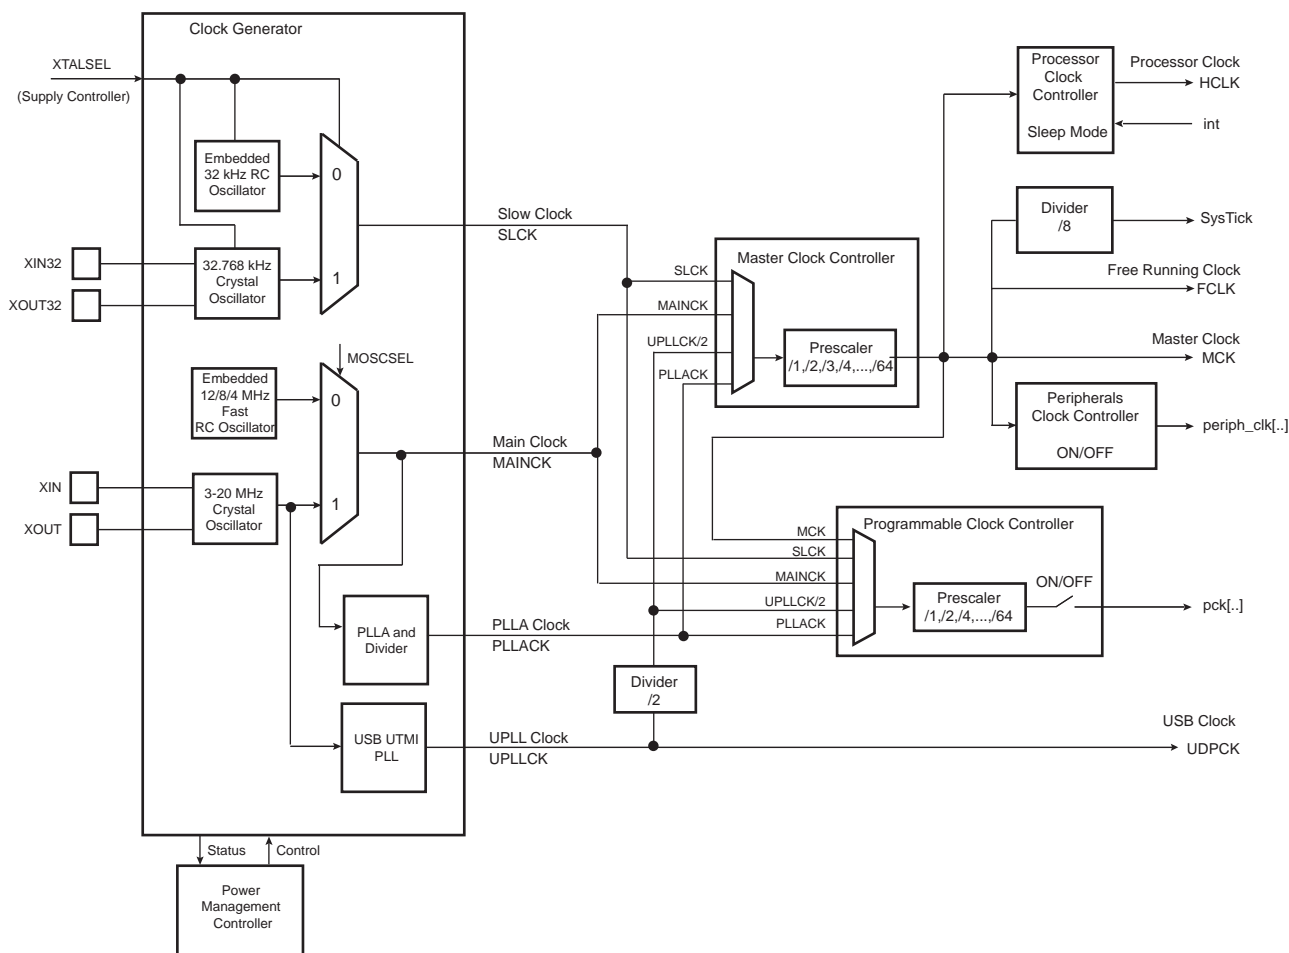 Clock Generator
XTALSEL
(Supply Controller)
Embedded
32 kHz RC
Oscillator
0
XIN32
XOUT32
32.768 kHz
Crystal
Oscillator
1
Slow Clock
SLCK
MOSCSEL
Embedded
12/8/4 MHz
Fast
RC Oscillator
0
XIN
XOUT
3-20 MHz
Crystal
Oscillator
1
Main Clock
MAINCK
PLLA and
Divider
PLLA Clock
PLLACK
USB UTMI
PLL
UPLL Clock
UPLLCK
Status
Control
Power
Management
Controller
Divider
/2
Master Clock Controller
SLCK
MAINCK
UPLLCK/2
PLLACK
Prescaler
/1,/2,/3,/4,...,/64
Processor
Clock
Controller
Sleep Mode
Processor Clock
HCLK
int
Divider
/8
SysTick
Free Running Clock
FCLK
Master Clock
MCK
Peripherals
Clock Controller
ON/OFF
periph_clk[..]
Programmable Clock Controller
MCK
SLCK
MAINCK
UPLLCK/2
PLLACK
Prescaler
/1,/2,/4,...,/64
ON/OFF
pck[..]
USB Clock
UDPCK